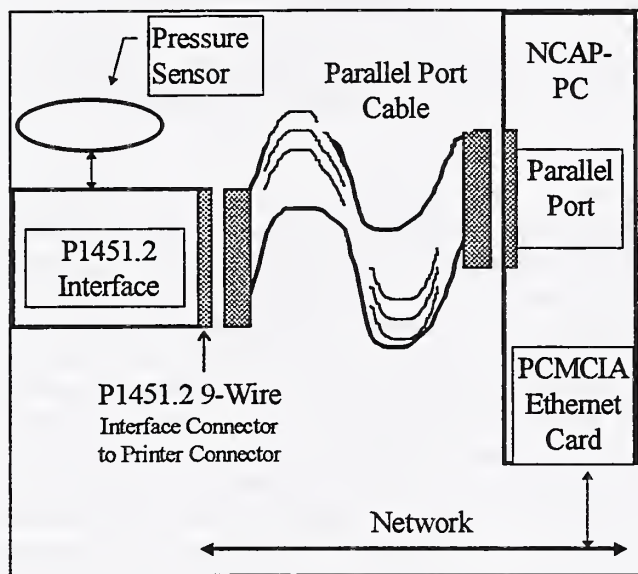 Pressure
Sensor
Parallel Port
Cable
NCAP-
PC
Parallel
Port
P1451.2
Interface
P1451.2 9-Wire
Interface Connector
to Printer Connector
PCMCIA
Ethernet
Card
Network